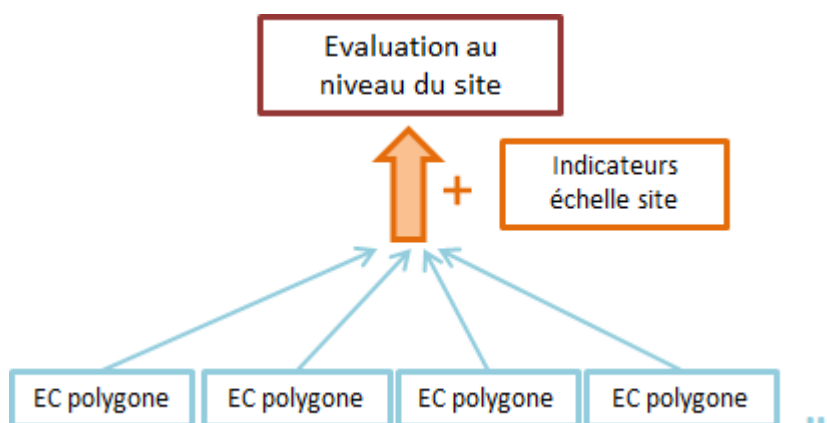 Evaluation au
niveau du site
+
Indicateurs
échelle site
EC polygone EC polygone EC polygone EC polygone ..